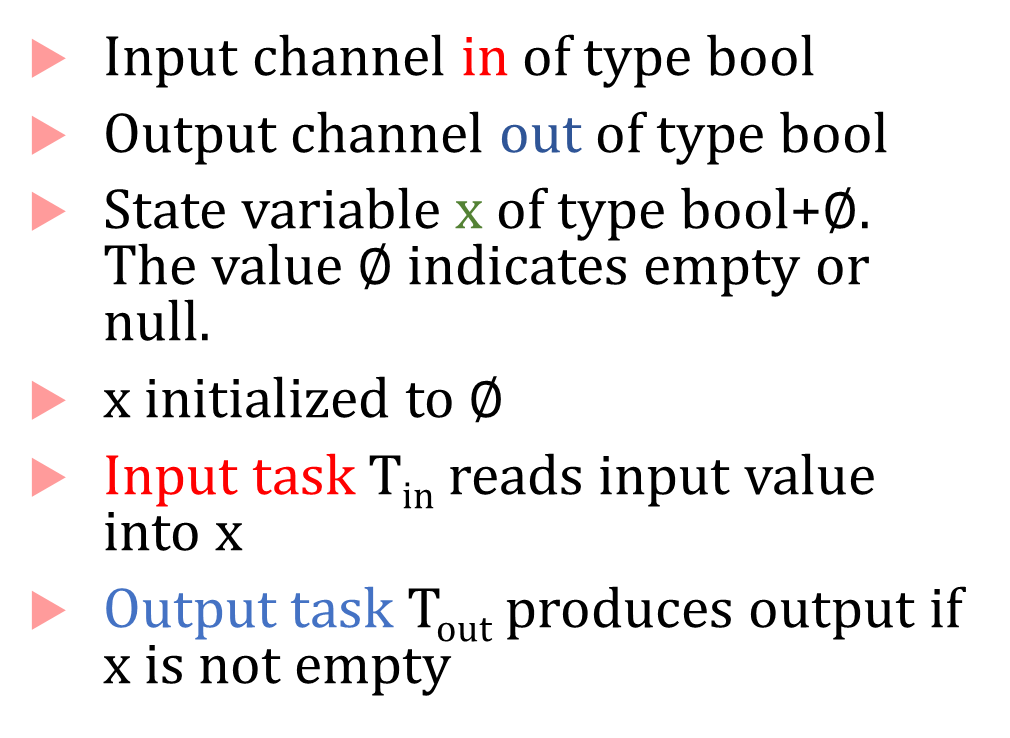 Input channel in of type bool
Output channel out of type bool
State variable x of type bool+∅.
The value ∅ indicates empty or
null.
x initialized to ∅
Input task Tin reads input value
into x
Output task Tout produces output if
x is not empty